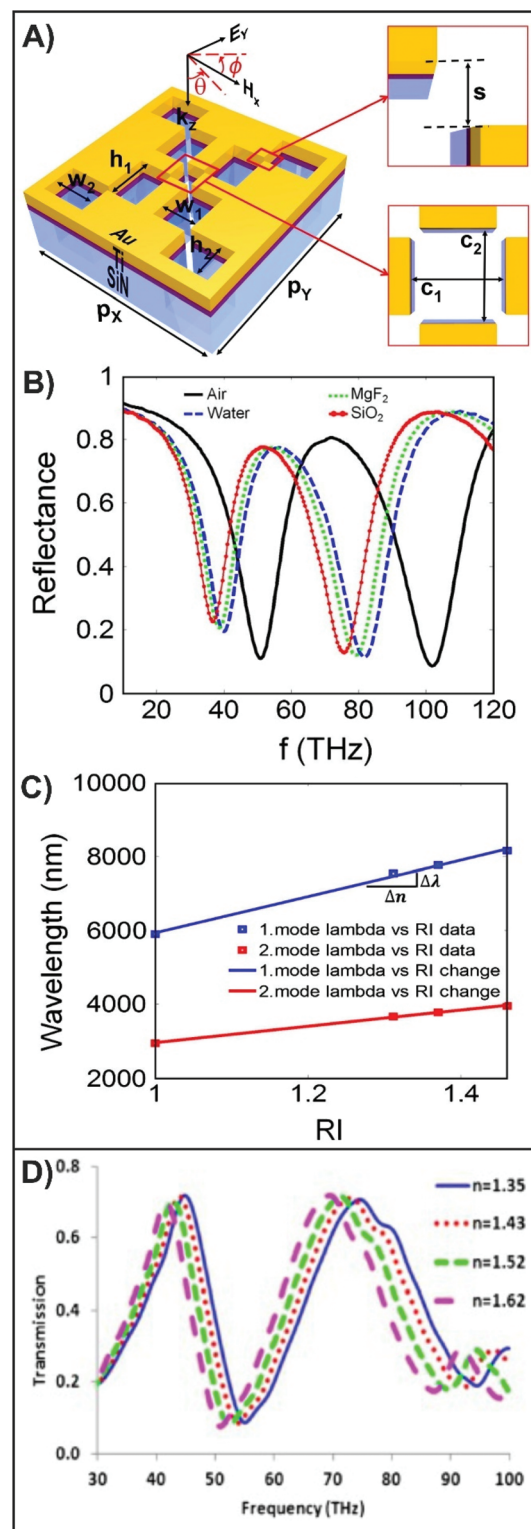 A)
E_Y
ϕ
θ
H_x
k_z
h_1
w_2
w_1
h_2
Au
Ti
SiN
p_X
p_Y
s
c_2
c_1
B)
Air
MgF_2
Water
SiO_2
Reflectance
1
0.8
0.6
0.4
0.2
0
20 40 60 80 100 120
f (THz)
C)
Wavelength (nm)
10000
8000
6000
4000
2000
Δλ
Δn
1.mode lambda vs RI data
2.mode lambda vs RI data
1.mode lambda vs RI change
2.mode lambda vs RI change
1 1.2 1.4
RI
D)
Transmission
0.8
0.6
0.4
0.2
0.0
n=1.35
n=1.43
n=1.52
n=1.62
30 40 50 60 70 80 90 100
Frequency (THz)